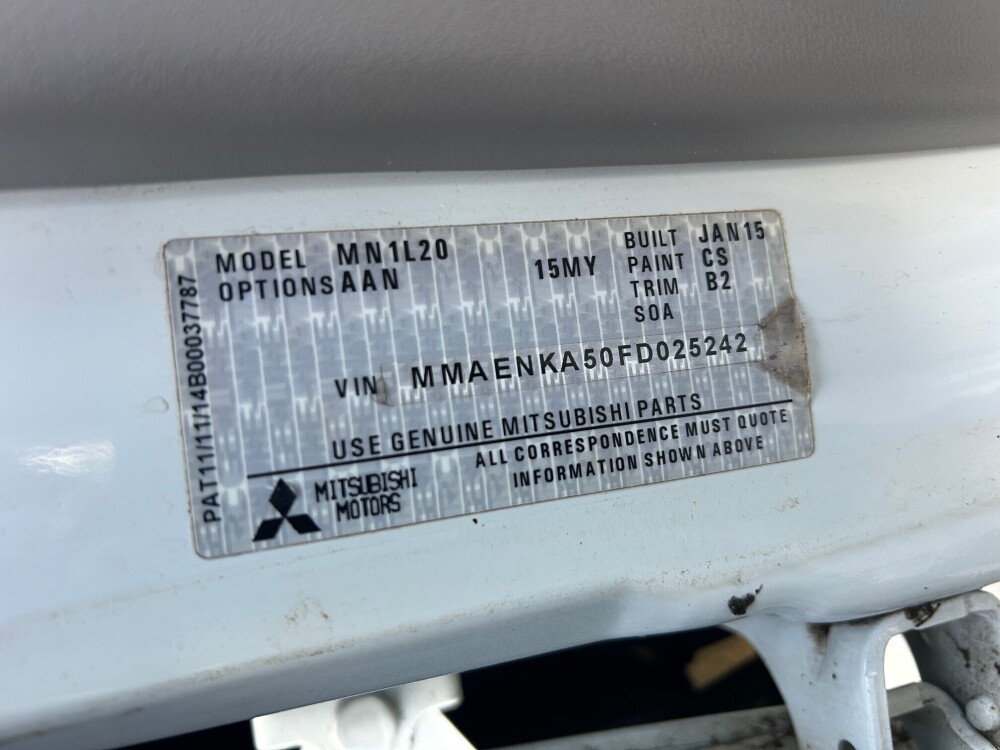 MODEL MN1L20
OPTIONS AAN
15MY
BUILT JAN15
PAINT CS
TRIM B2
SOA
VIN MMAENKA50FD025242
USE GENUINE MITSUBISHI PARTS
MITSUBISHI
MOTORS
ALL CORRESPONDENCE MUST QUOTE
INFORMATION SHOWN ABOVE
PAT11/11/14B00037787